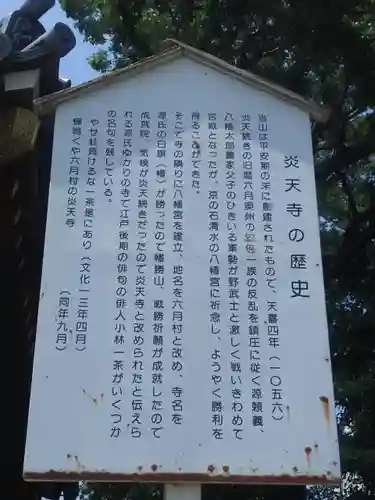 炎天寺の歴史
当山は平安期の末に創建されたもので、天喜四年（一〇五六）
炎天続きの旧暦六月奥州の安倍一族の反乱を鎮圧に従く源頼義、
八幡太郎義家父子のひきいる軍勢が野武士と激しく戦いきわめて
苦戦となったが、京の石清水の八幡宮に祈念し、ようやく勝利を
得ることができた。
そこで寺の隣りに八幡宮を建立、地名を六月村と改め、寺名を
源氏の白旗（幡）が勝ったので幡勝山、戦勝祈願が成就したので
成就院、気候が炎天続きだったので炎天寺と改められたと伝えら
れる源氏ゆかりの寺で江戸後期の俳句の俳人小林一茶がいくつか
の名句を残している。
やせ蛙負けるな一茶是にあり（文化一三年四月）
蝉鳴くや六月村の炎天寺（同年九月）